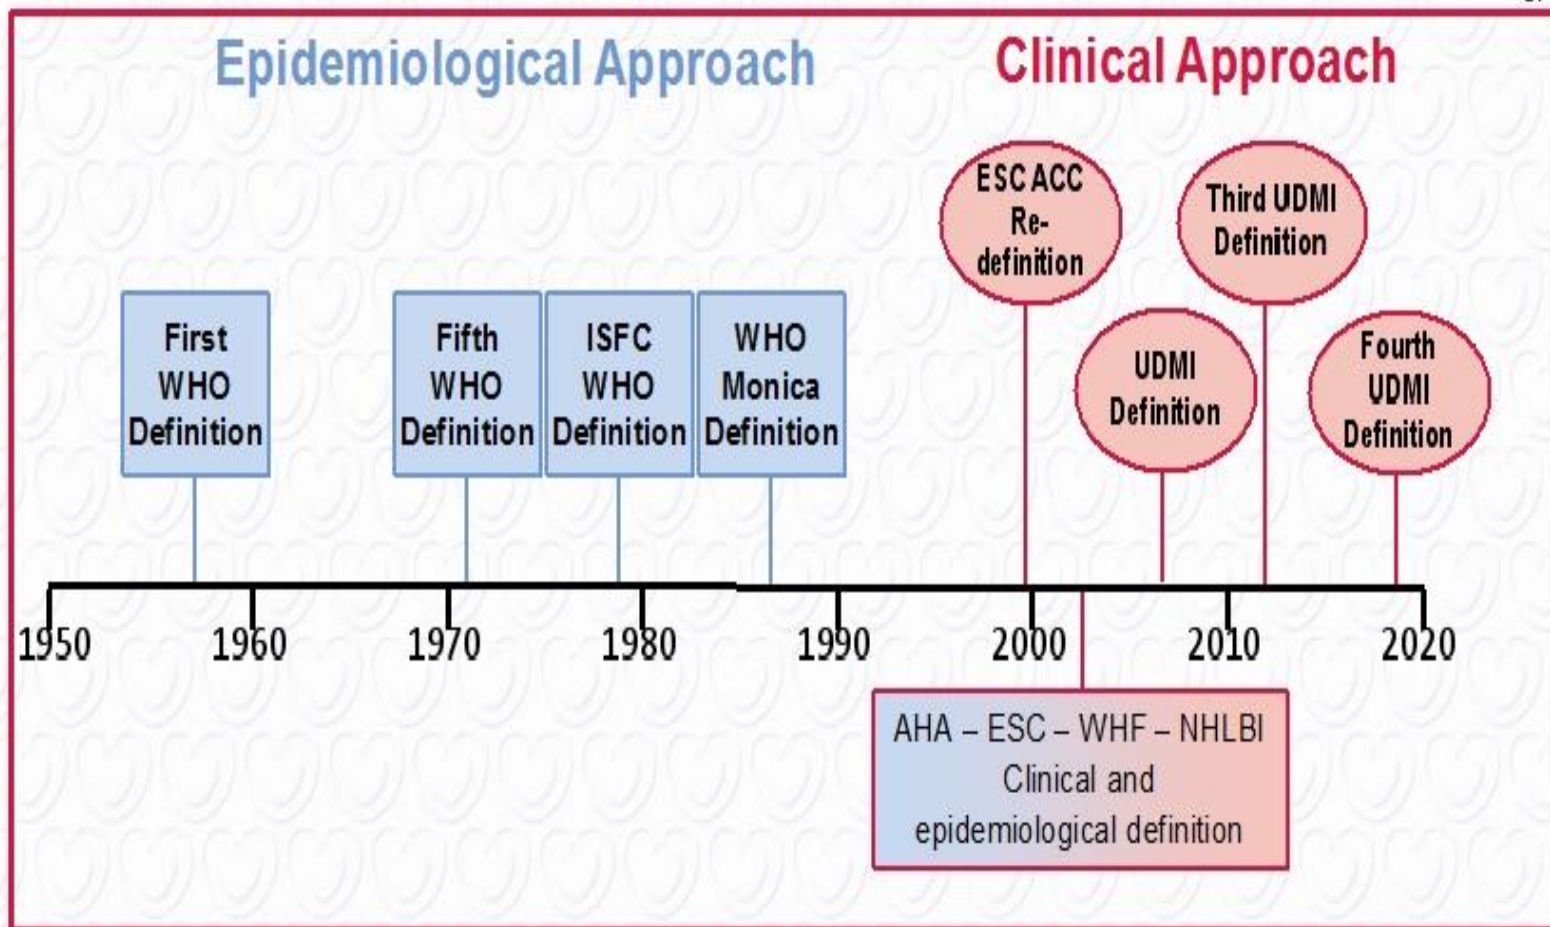 Epidemiological Approach
Clinical Approach
First
WHO
Definition
Fifth
WHO
Definition
ISFC
WHO
Definition
WHO
Monica
Definition
ESC ACC
Re-
definition
UDMI
Definition
Third UDMI
Definition
Fourth
UDMI
Definition
1950
1960
1970
1980
1990
2000
2010
2020
AHA – ESC – WHF – NHLBI
Clinical and
epidemiological definition